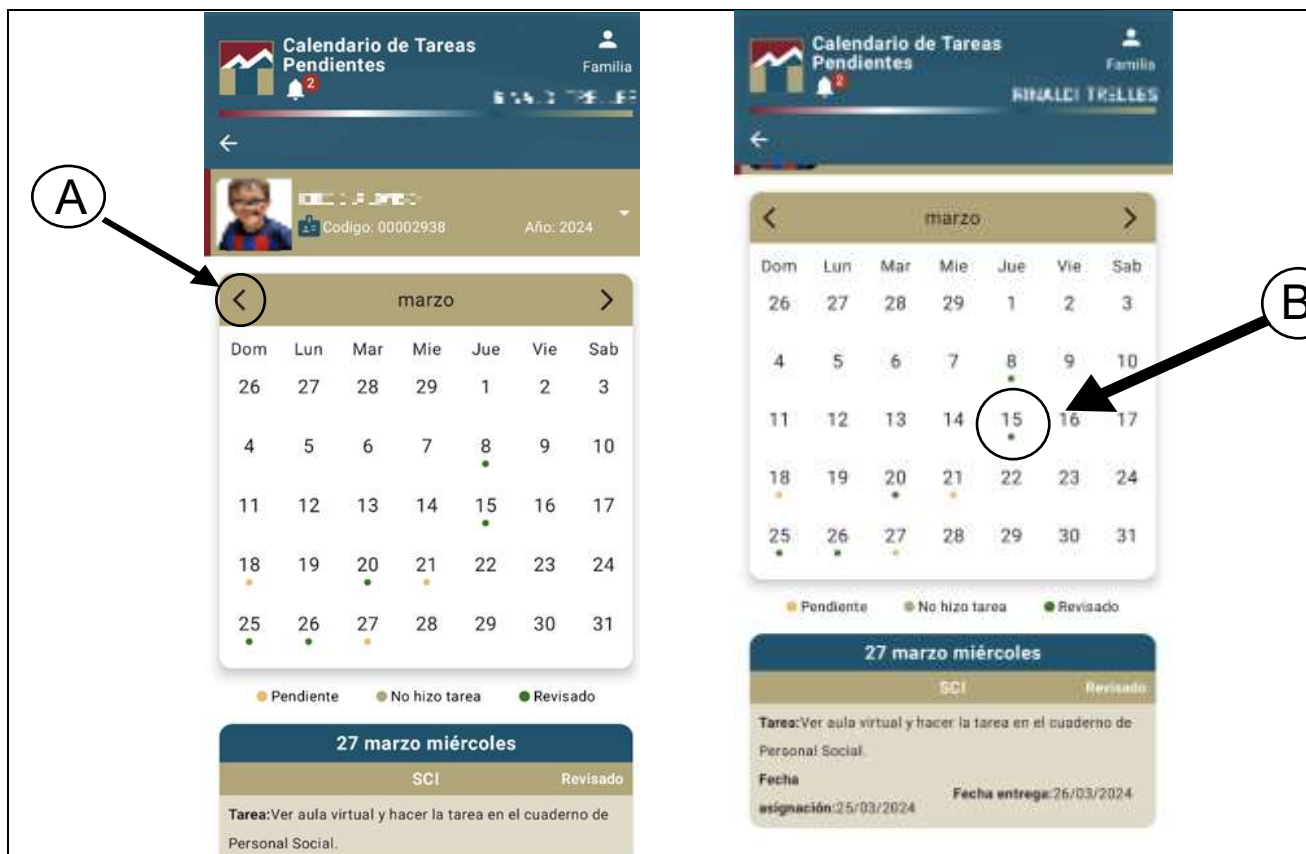 Calendario de Tareas
Pendientes
2
Familia
A
Codigo: 00002938 Año: 2024
marzo
Dom Lun Mar Mie Jue Vie Sab
26 27 28 29 1 2 3
4 5 6 7 8 9 10
11 12 13 14 15 16 17
18 19 20 21 22 23 24
25 26 27 28 29 30 31
Pendiente No hizo tarea Revisado
27 marzo miércoles
SCI Revisado
Tarea:Ver aula virtual y hacer la tarea en el cuaderno de
Personal Social.
Calendario de Tareas
Pendientes
2
Familia
RINALDI TRELLES
marzo
B
Dom Lun Mar Mie Jue Vie Sab
26 27 28 29 1 2 3
4 5 6 7 8 9 10
11 12 13 14 15 16 17
18 19 20 21 22 23 24
25 26 27 28 29 30 31
Pendiente No hizo tarea Revisado
27 marzo miércoles
SCI Revisado
Tarea:Ver aula virtual y hacer la tarea en el cuaderno de
Personal Social.
Fecha
asignación:25/03/2024 Fecha entrega:26/03/2024